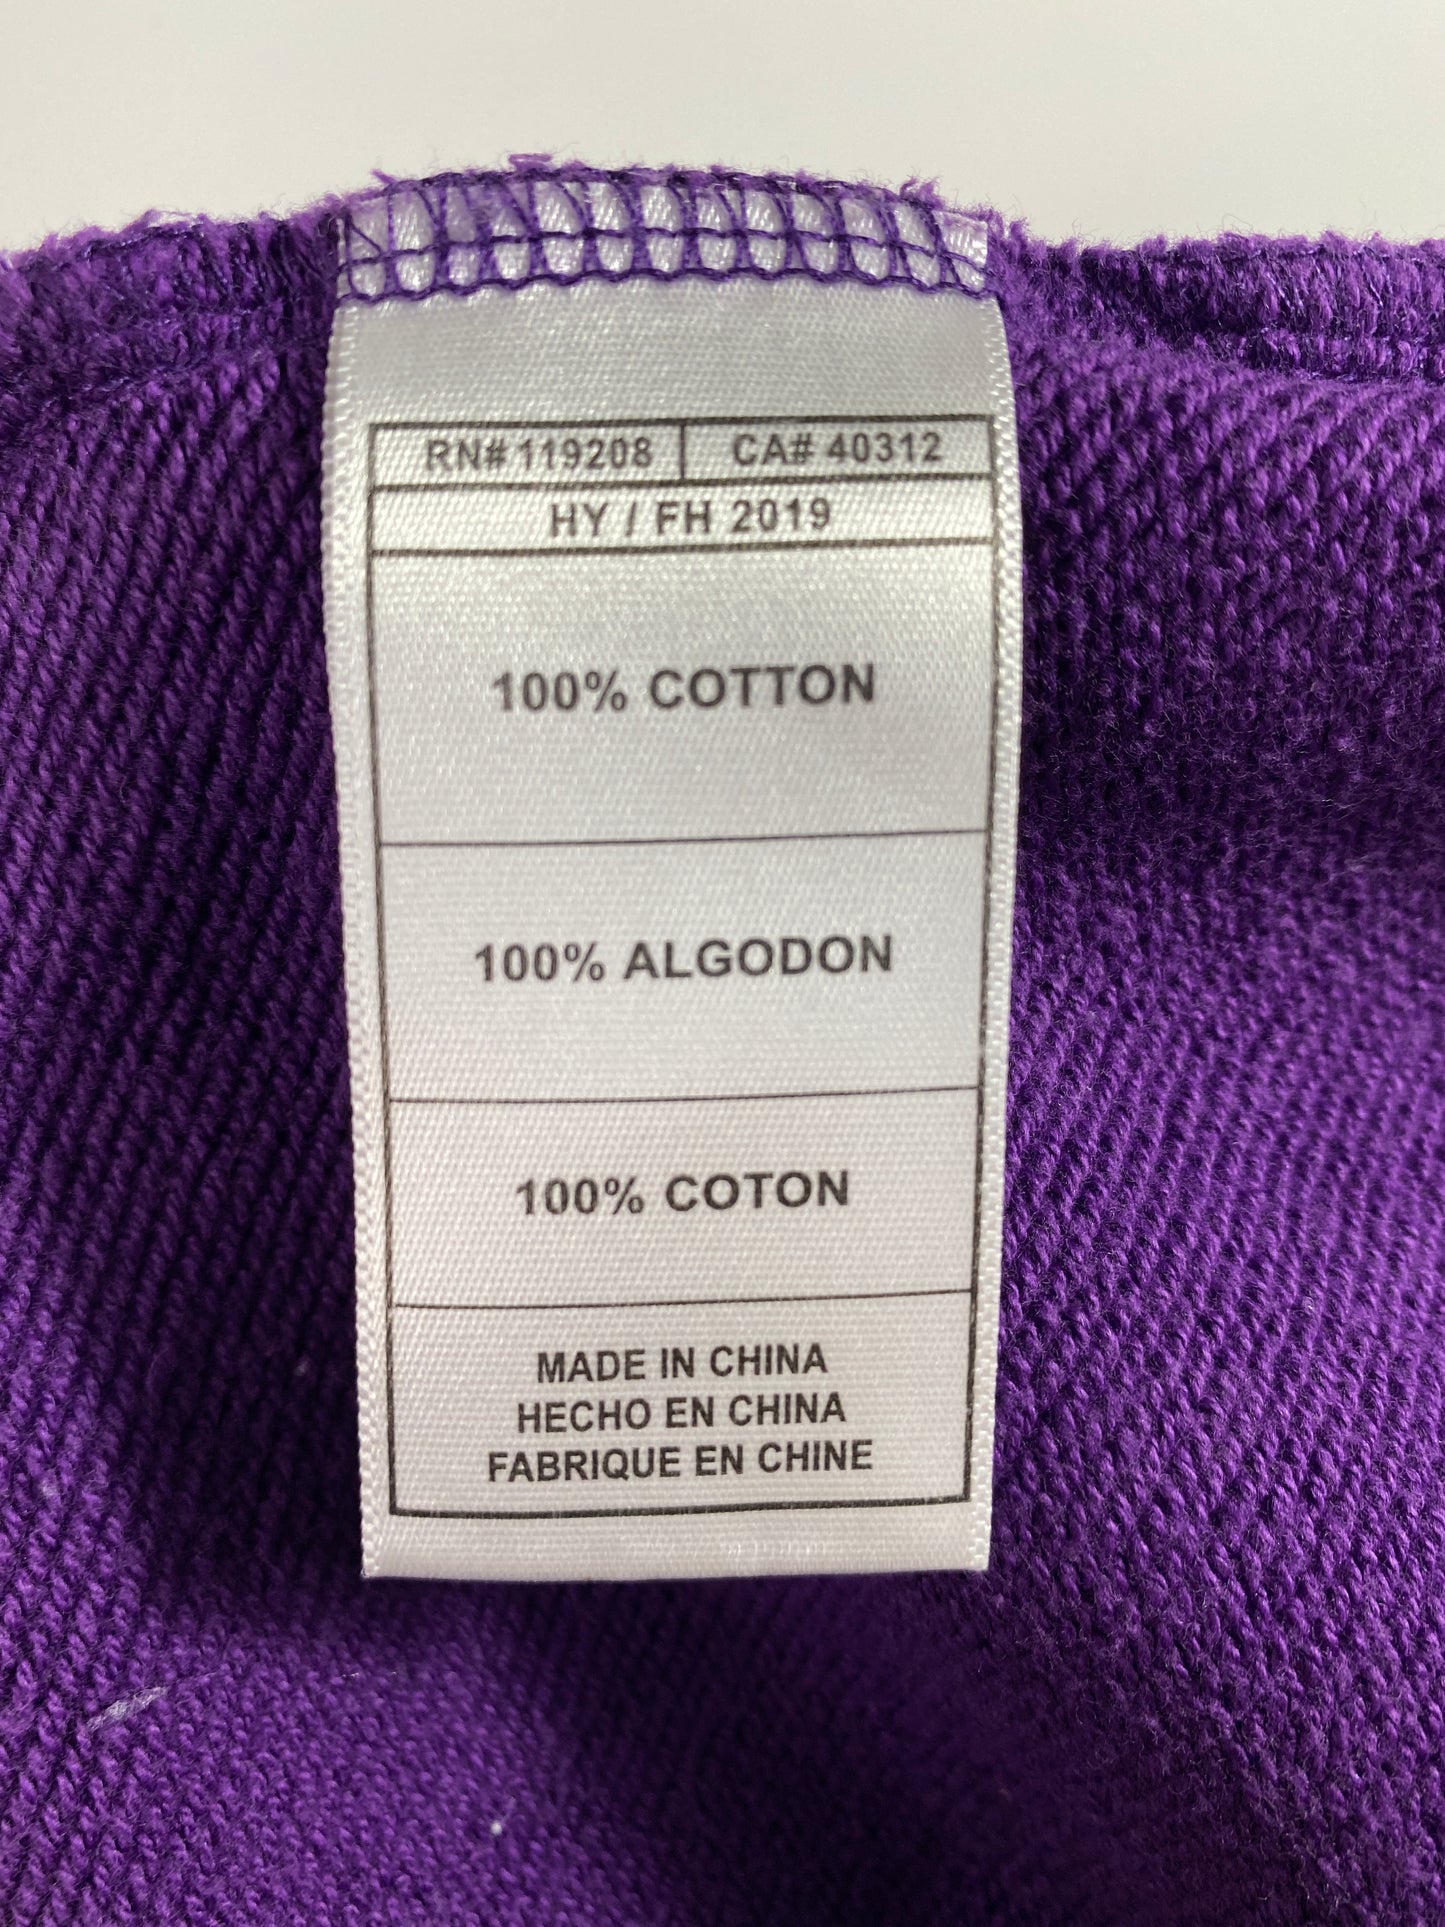 RN# 119208 CA# 40312
HY / FH 2019
100% COTTON
100% ALGODON
100% COTON
MADE IN CHINA
HECHO EN CHINA
FABRIQUE EN CHINE